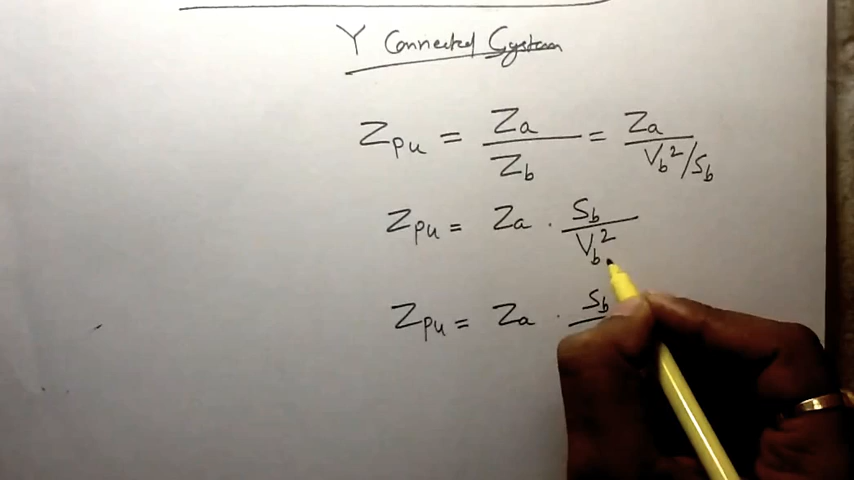 Y Connected System
Zpu = Za / Zb = Za / Vb²/Sb
Zpu = Za · Sb / Vb²
Zpu = Za · Sb